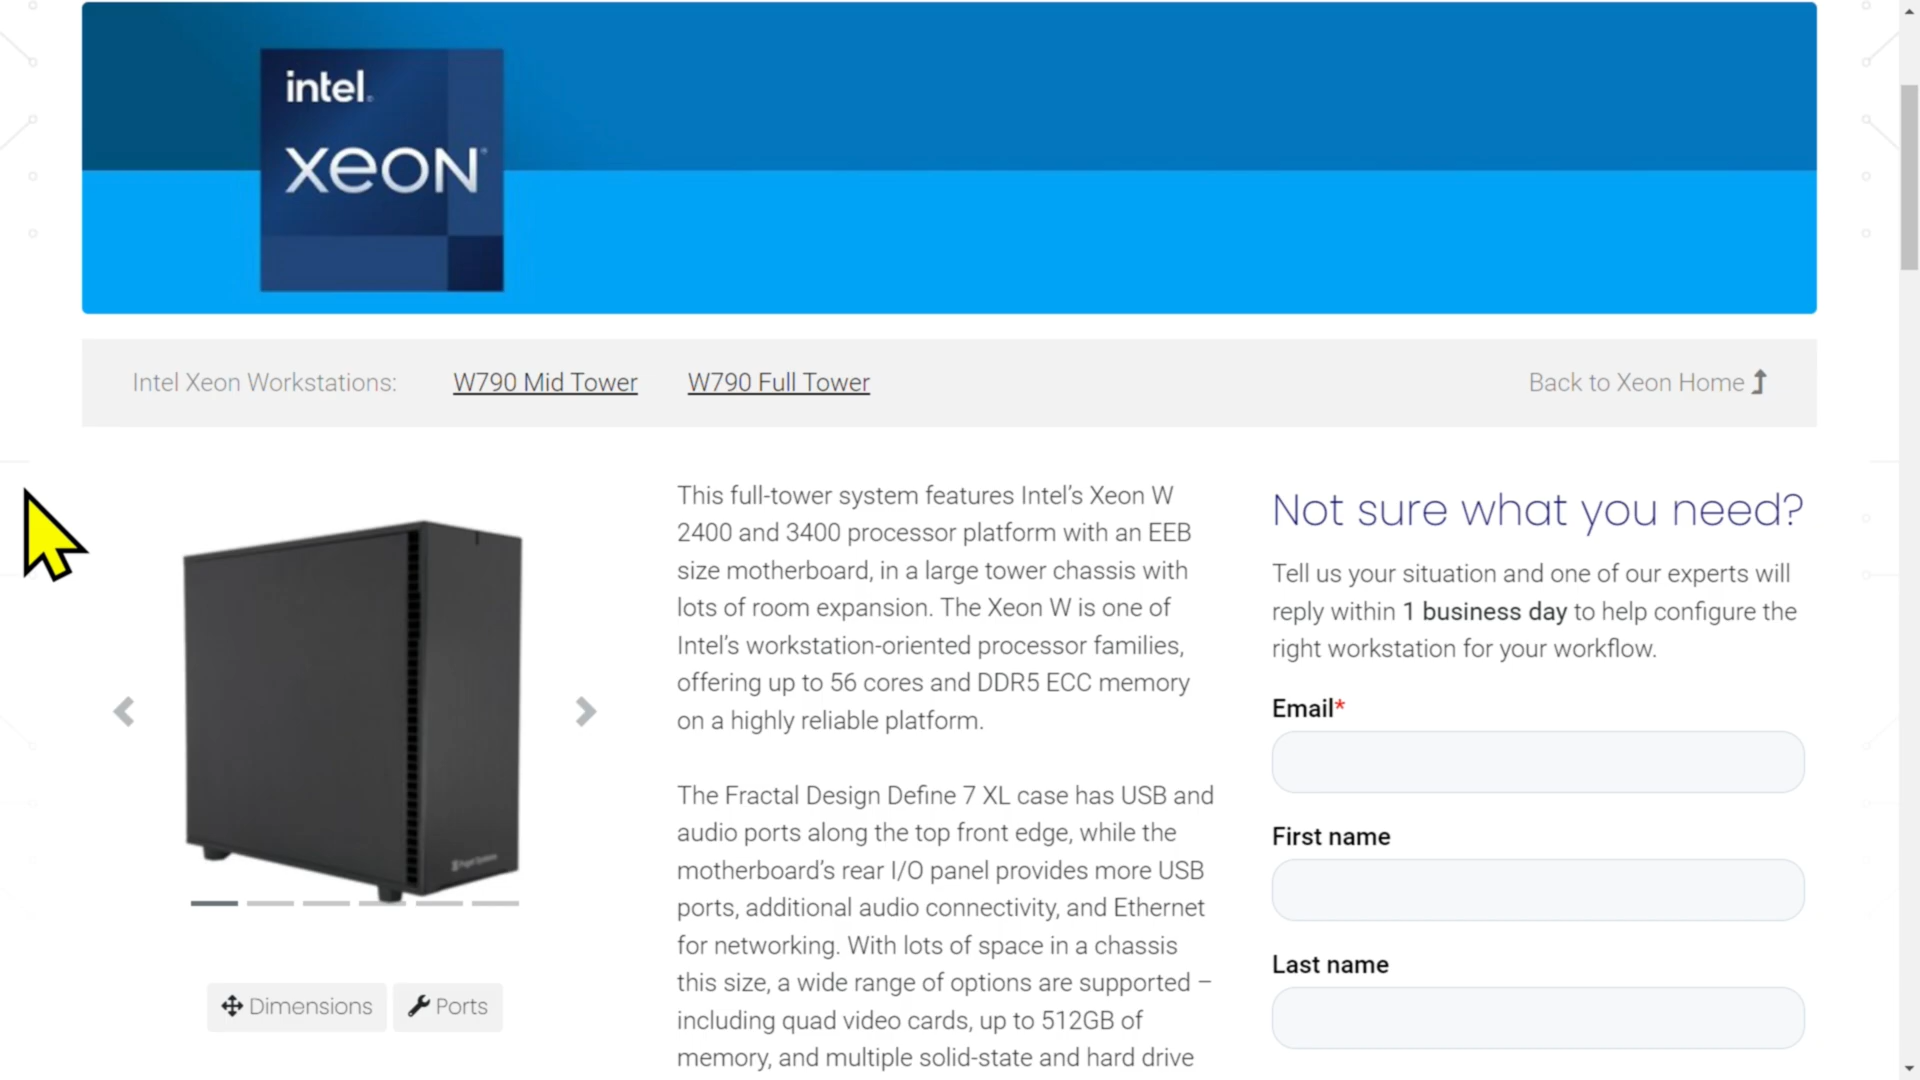 intel.
xeon
Intel Xeon Workstations: W790 Mid Tower W790 Full Tower Back to Xeon Home
This full-tower system features Intel’s Xeon W
2400 and 3400 processor platform with an EEB
size motherboard, in a large tower chassis with
lots of room expansion. The Xeon W is one of
Intel’s workstation-oriented processor families,
offering up to 56 cores and DDR5 ECC memory
on a highly reliable platform.
The Fractal Design Define 7 XL case has USB and
audio ports along the top front edge, while the
motherboard’s rear I/O panel provides more USB
ports, additional audio connectivity, and Ethernet
for networking. With lots of space in a chassis
this size, a wide range of options are supported –
including quad video cards, up to 512GB of
memory, and multiple solid-state and hard drive
Not sure what you need?
Tell us your situation and one of our experts will
reply within 1 business day to help configure the
right workstation for your workflow.
Email*
First name
Last name
Puget Systems
Dimensions Ports